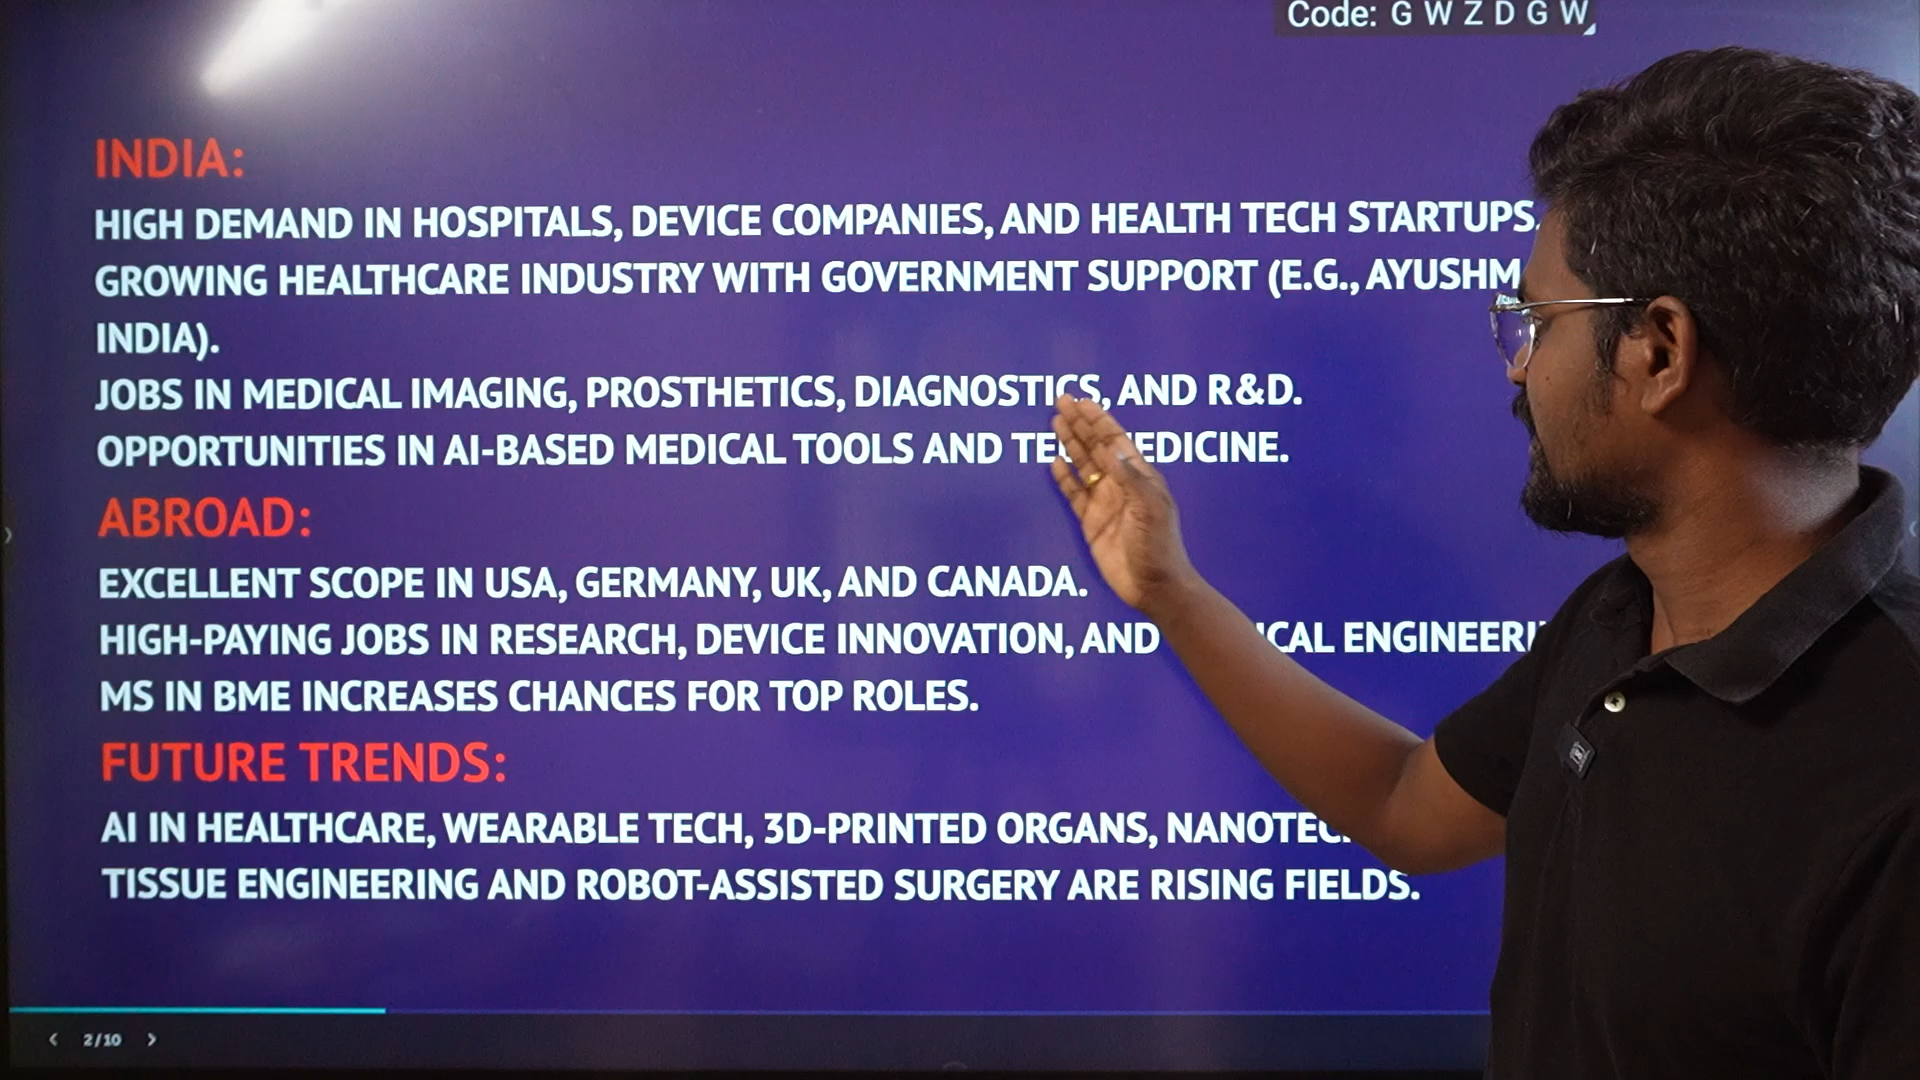 Code: G W Z D G W
INDIA:
HIGH DEMAND IN HOSPITALS, DEVICE COMPANIES, AND HEALTH TECH STARTUPS.
GROWING HEALTHCARE INDUSTRY WITH GOVERNMENT SUPPORT (E.G., AYUSHM
INDIA).
JOBS IN MEDICAL IMAGING, PROSTHETICS, DIAGNOSTICS, AND R&D.
OPPORTUNITIES IN AI-BASED MEDICAL TOOLS AND
ABROAD:
EXCELLENT SCOPE IN USA, GERMANY, UK, AND CANADA.
HIGH-PAYING JOBS IN RESEARCH, DEVICE INNOVATION, AND
MS IN BME INCREASES CHANCES FOR TOP ROLES.
FUTURE TRENDS:
AI IN HEALTHCARE, WEARABLE TECH, 3D-PRINTED ORGANS,
TISSUE ENGINEERING AND ROBOT-ASSISTED SURGERY ARE RISING FIELDS.
2/10